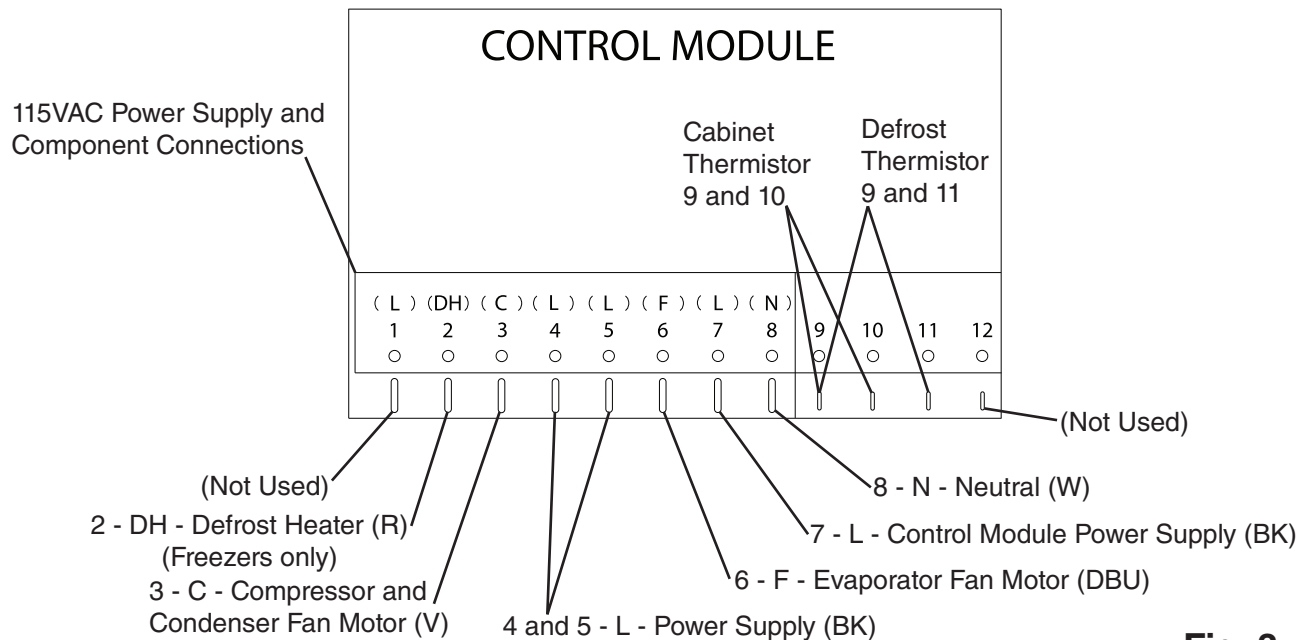 CONTROL MODULE
115VAC Power Supply and
Component Connections
Cabinet
Thermistor
9 and 10
Defrost
Thermistor
9 and 11
( L ) (DH) ( C ) ( L ) ( L ) ( F ) ( L ) ( N )
1 2 3 4 5 6 7 8 9 10 11 12
(Not Used)
(Not Used)
2 - DH - Defrost Heater (R)
(Freezers only)
3 - C - Compressor and
Condenser Fan Motor (V)
4 and 5 - L - Power Supply (BK)
6 - F - Evaporator Fan Motor (DBU)
7 - L - Control Module Power Supply (BK)
8 - N - Neutral (W)